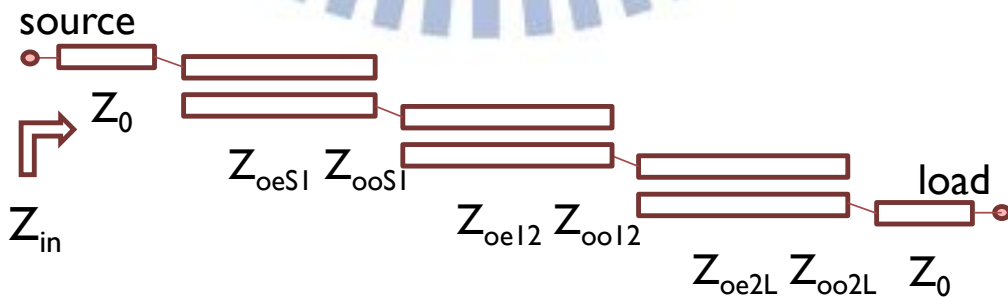 source
Z₀
ZoeS1 ZooS1
load
Zin
Zoe12 Zoo12
Zoe2L Zoo2L Z₀